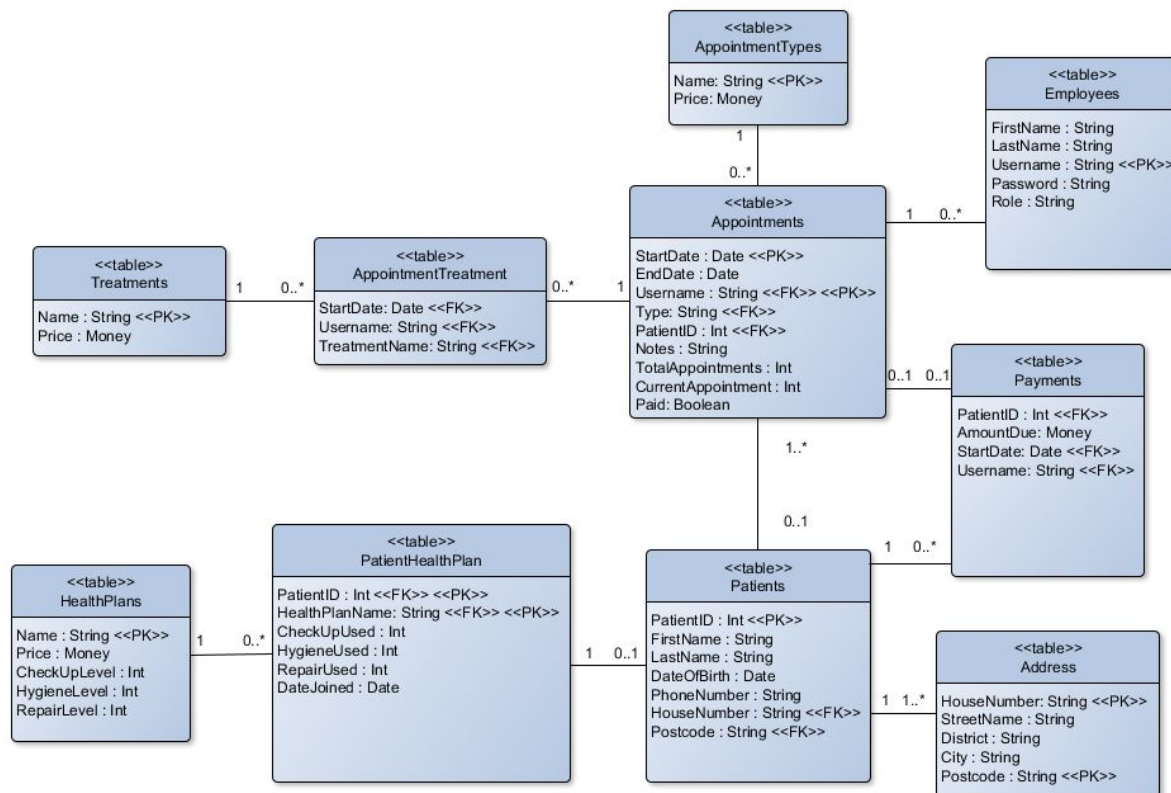 <<table>>
AppointmentTypes
Name: String <<PK>>
Price: Money
<<table>>
Employees
FirstName : String
LastName : String
Username : String <<PK>>
Password : String
Role : String
1
0..*
<<table>>
Appointments
StartDate : Date <<PK>>
EndDate : Date
Username : String <<FK>> <<PK>>
Type: String <<FK>>
PatientID : Int <<FK>>
Notes : String
TotalAppointments : Int
CurrentAppointment : Int
Paid: Boolean
1 0..*
<<table>>
Treatments
Name : String <<PK>>
Price : Money
1 0..*
<<table>>
AppointmentTreatment
StartDate: Date <<FK>>
Username: String <<FK>>
TreatmentName: String <<FK>>
0..* 1
0..1 0..1
<<table>>
Payments
PatientID : Int <<FK>>
AmountDue: Money
StartDate: Date <<FK>>
Username: String <<FK>>
1..*
0..1
1 0..*
<<table>>
HealthPlans
Name : String <<PK>>
Price : Money
CheckUpLevel : Int
HygieneLevel : Int
RepairLevel : Int
1 0..*
<<table>>
PatientHealthPlan
PatientID : Int <<FK>> <<PK>>
HealthPlanName: String <<FK>> <<PK>>
CheckUpUsed : Int
HygieneUsed : Int
RepairUsed : Int
DateJoined : Date
1 0..1
<<table>>
Patients
PatientID : Int <<PK>>
FirstName : String
LastName : String
DateOfBirth : Date
PhoneNumber : String
HouseNumber : String <<FK>>
Postcode : String <<FK>>
1 1..*
<<table>>
Address
HouseNumber: String <<PK>>
StreetName : String
District : String
City : String
Postcode : String <<PK>>